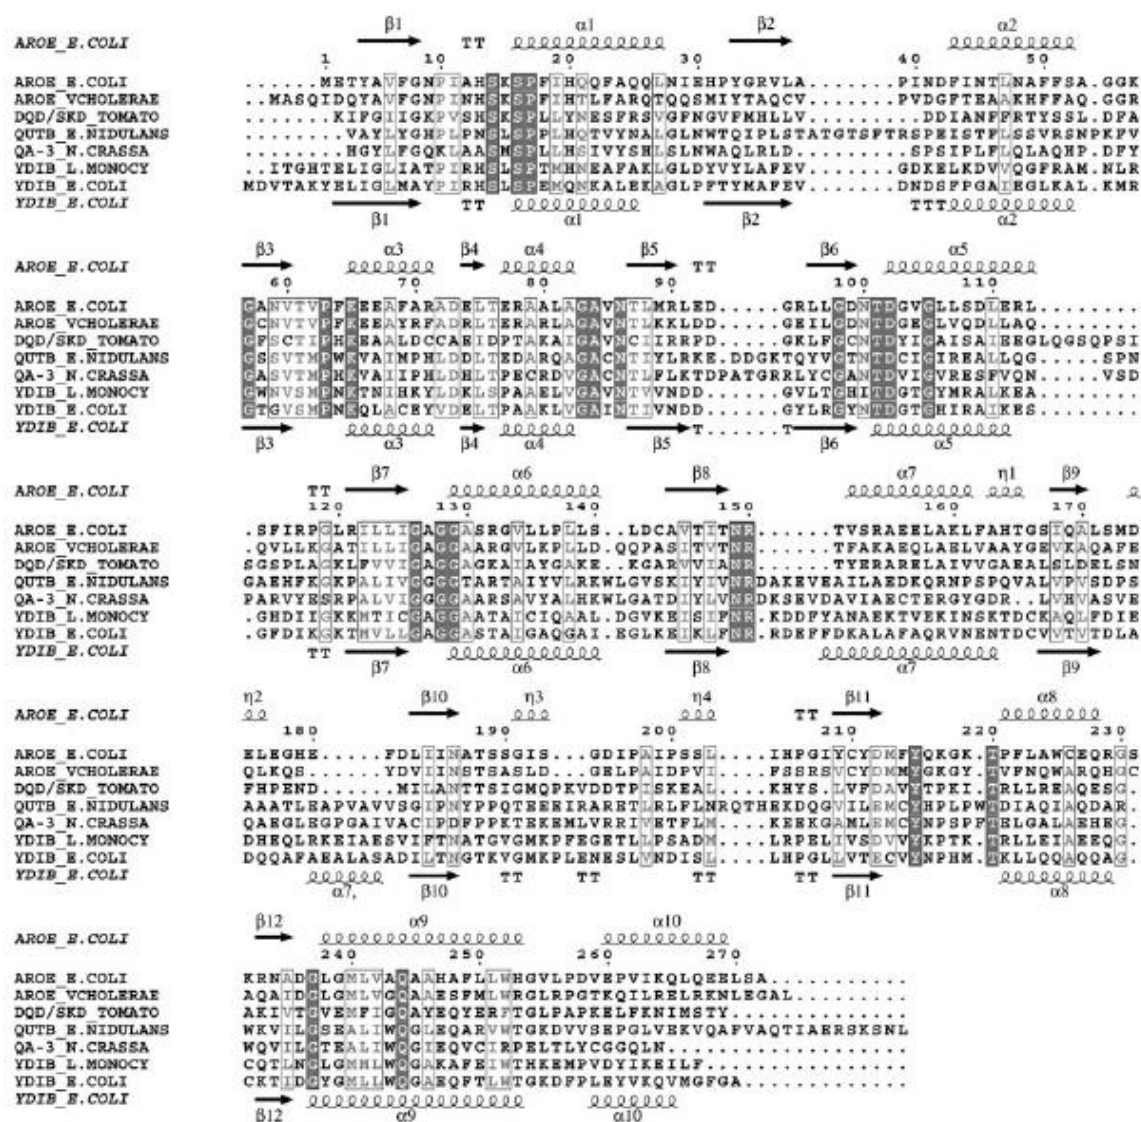 β1 α1 β2 α2
AROE_E.COLI TT
1 10 20 30 40 50
AROE_E.COLI ....METYAVFGNPIAHSKSPFIHQQFAQQLNIEHPYGRVLA.......PINDFINTLNAFFSA.GGK
AROE_VCHOLERAE ..MASQIDQYAVFGNPINHSKSPFIHTLFARQTQQSMIYTAQCV.......PVDGFTEAAKHFFAQ.GGR
DQD/SKD_TOMATO .......KIFGIIGKPVSHSKSPLLYNESFRSVGFNGVFMHLLV.......DDIANFFRTYSSLL.DFA
QUTB_E.NIDULANS ......VAYLYGHPLPNSLSPLLHQTVYNALGLNWTQIPLSTATGTSFTRSPEISTFLSSVRSNPKFV
QA-3_N.CRASSA ......HGYLFGQKLAASMSPLLHSIVYSHLSLNWAQLRLD.......SPSIPLFLQLAQHP.DFY
YDIB_L.MONOCY ..ITGHTELIGLIATPIRHSLSPTMHNEAFAKLGLDYVYLAFEV.......GDKELKDVVQGFRAM.NLR
YDIB_E.COLI MDVTAKYELIGLMAYPIRHSLSPEMQNKALEKAGLPFTYMAFEV.......DNDSFPGAIEGLKAL.KMR
YDIB_E.COLI TT TTT
β1 α1 β2 α2
β3 α3 β4 α4 β5 β6 α5
AROE_E.COLI TT
60 70 80 90 100 110
AROE_E.COLI GANVTVPFKEEAFARADELTERAALAGAVNTLMRLED.....GRLLGDNTDGVGLLSDLERL........
AROE_VCHOLERAE GCNVTVPFKEEAYRFADRLTERARLAGAVNTLKKLDD.....GEILGDNTDGEGLVQDLLAQ........
DQD/SKD_TOMATO GFSCTIPHKEAALDCCAEIDPTAKAIGAVNCIIRRPD.....GKLFGCNTDYIGAISAIEEGLQGSQPSI
QUTB_E.NIDULANS GSSVTMPWKVAIMPHLDDLTEDARQAGACNTIYLRKE.DDGKTQYVGTNTDCIGIREALLQG....SPN
QA-3_N.CRASSA GASVTMPHKVAIIPHLDHLTPECRDVGACNTLFLKTDPATGRRLYCGANTDVIGVRESFVQN.....VSD
YDIB_L.MONOCY GWNVSMPNKTNIHKYLDKLSPAAELVGAVNTVVNDD......GVLTGHITDGTGYMRALKEA........
YDIB_E.COLI GTGVSMPNKQLACEYVDELTPAAKLVGAINTIVNDD......GYLRGYNTDGTGHIRAIKES........
YDIB_E.COLI T.....T
β3 α3 β4 α4 β5 β6 α5
β7 α6 β8 α7 η1 β9
AROE_E.COLI TT
120 130 140 150 160 170
AROE_E.COLI .SFIRPGLRILLIGAGGASRGVLLPLLS..LDCAVTITNR.....TVSRAEELAKLFAHTGSIQALSMD
AROE_VCHOLERAE .QVLLKGATILLIGAGGAARGVLKPLLD.QQPASITVTNR.....TFAKAEQLAELVAAYGEVKAQAFE
DQD/SKD_TOMATO SGSPLAGKLFVVIGAGGAGKALAYGAKE..KGARVVIANR.....TYERARELAIVVGAEALSLDELSN
QUTB_E.NIDULANS GAEHFKGKPALIVGGGGTARTAIYVLRKWLGVSKIYIVNRDAKEVEAILAEDKQRNPSPQVALVPVSDPS
QA-3_N.CRASSA PARVYESRPALVIGGGGAARSAVYALHKWLGATDIYLVNRDKSEVDAVIAECTERGYGDR..LVHVASVE
YDIB_L.MONOCY .GHDIIGKKMTICGAGGAATAICIQAAL.DGVKEISIFNR.KDDFYANAEKTVEKINSKTDCKAQLFDIE
YDIB_E.COLI .GFDIKGKTMVLLGAGGASTAIGAQGAI.EGLKEIKLFNR.RDEFFDKALAFAQRVNENTDCVVTVTDLA
YDIB_E.COLI TT
β7 α6 β8 α7 β9
η2 β10 η3 η4 β11 α8
AROE_E.COLI TT
180 190 200 210 220 230
AROE_E.COLI ELEGHE.....FDLIINATSSGIS..GDIPAIPSSL....IHPGIYCYDMFYQKGK.TPFLAWCEQRGS
AROE_VCHOLERAE QLKQS......YDVIINSTSASLD..GELPAIDPVI....FSSRSVCYDMMYGKGY.TVFNQWARQHGC
DQD/SKD_TOMATO FHPEND.....MILANTTSIGMQPKVDDTPISKEAL....KHYS.LVFDAVYTPKI.TRLLREAQESG.
QUTB_E.NIDULANS AAATLEAPVAVVSGIPNYPPQTEEEIRARETLRLFLNRQTHEKDQGVILEMCYHPLPWTDIAQIAQDAR.
QA-3_N.CRASSA QAEGLEGPGAIVACIPDFPPKTEKEMLVRRIVETFLM....KEEKGAMLEMCYNPSPFTELGALAEHEG.
YDIB_L.MONOCY DHEQLRKEIAESVIFTNATGVGMKPFEGETLLPSADM....LRPELIVSDVVYKPTK.TRLLEIAEEQG.
YDIB_E.COLI DQQAFAEALASADILTNGTKVGMKPLENESLVNDISL....LHPGLLVTECVYNPHM.TKLLQQAQQAG.
YDIB_E.COLI TT TT TT TT
α7, β10 β11 α8
β12 α9 α10
AROE_E.COLI
240 250 260 270
AROE_E.COLI KRNADGLGMLVAQAAHAFLLWHGVLPDVEPVIKQLQEELSA...........
AROE_VCHOLERAE AQAIDGLGMLVGQAAESFMLWRGLRPGTKQILRELRKNLEGAL.........
DQD/SKD_TOMATO AKIVTGVEMFIGQAYEQYERFTGLPAPKELFKNIMSTY..............
QUTB_E.NIDULANS WKVILGSEALIWQGLEQARVWTGKDVVSEPGLVEKVQAFVAQTIAERSKSNL
QA-3_N.CRASSA WQVILGTEALIWQGIEQVCIRPELTLYCGGQLN...................
YDIB_L.MONOCY CQTLNGLGMMLWQGAKAFEIWTHKEMPVDYIKEILF................
YDIB_E.COLI CKTIDGYGMLLWQGAEQFTLWTGKDFPLEYVKQVMGFGA.............
YDIB_E.COLI
β12 α9 α10